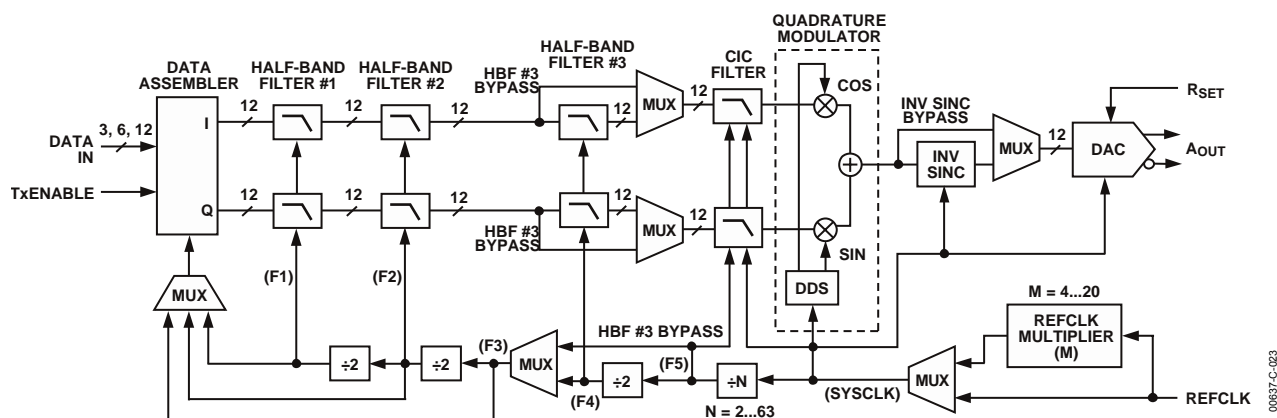 QUADRATURE
MODULATOR
HALF-BAND
FILTER #3
CIC
FILTER
DATA
ASSEMBLER
HALF-BAND
FILTER #1
HALF-BAND
FILTER #2
HBF #3
BYPASS
MUX
COS
INV SINC
BYPASS
RSET
3, 6, 12
DATA
IN
I
12
12
12
12
12
12
MUX
DAC
AOUT
INV
SINC
TxENABLE
Q
12
12
12
12
12
HBF #3
BYPASS
MUX
SIN
DDS
(F1)
(F2)
MUX
M = 4...20
REFCLK
MULTIPLIER
(M)
HBF #3 BYPASS
÷2
÷2
(F3)
MUX
(F4)
÷2
(F5)
÷N
N = 2...63
(SYSCLK)
MUX
REFCLK
00637-C-023